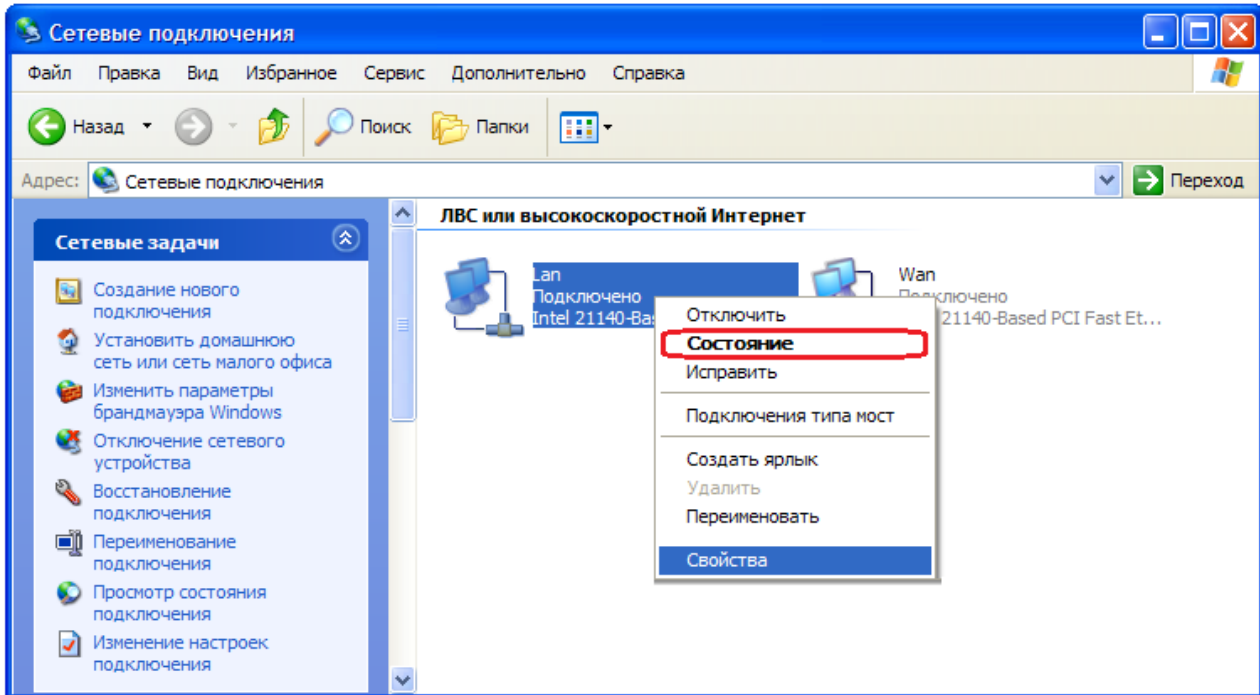 Сетевые подключения
Файл Правка Вид Избранное Сервис Дополнительно Справка
Назад Поиск Папки
Адрес: Сетевые подключения Переход
Сетевые задачи
Создание нового
подключения
Установить домашнюю
сеть или сеть малого офиса
Изменить параметры
брандмауэра Windows
Отключение сетевого
устройства
Восстановление
подключения
Переименование
подключения
Просмотр состояния
подключения
Изменение настроек
подключения
ЛВС или высокоскоростной Интернет
Lan
Подключено
Intel 21140-Ba
Wan
Подключено
21140-Based PCI Fast Et...
Отключить
Состояние
Исправить
Подключения типа мост
Создать ярлык
Удалить
Переименовать
Свойства